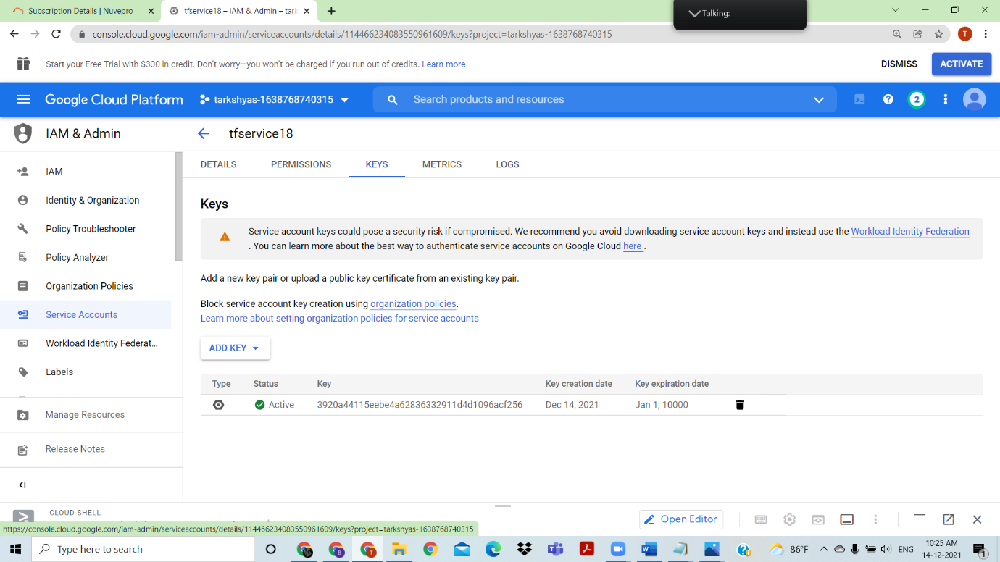 Subscription Details | Nuvepro
tfservice18 – IAM & Admin – tark
Talking:
console.cloud.google.com/iam-admin/serviceaccounts/details/114466234083550961609/keys?project=tarkshyas-1638768740315
T
Start your Free Trial with $300 in credit. Don't worry—you won't be charged if you run out of credits. Learn more
DISMISS
ACTIVATE
Google Cloud Platform
tarkshyas-1638768740315
Search products and resources
2
IAM & Admin
tfservice18
DETAILS PERMISSIONS KEYS METRICS LOGS
IAM
Identity & Organization
Policy Troubleshooter
Policy Analyzer
Organization Policies
Service Accounts
Workload Identity Federat...
Labels
Manage Resources
Release Notes
Keys
Service account keys could pose a security risk if compromised. We recommend you avoid downloading service account keys and instead use the Workload Identity Federation
. You can learn more about the best way to authenticate service accounts on Google Cloud here .
Add a new key pair or upload a public key certificate from an existing key pair.
Block service account key creation using organization policies.
Learn more about setting organization policies for service accounts
ADD KEY
Type Status Key Key creation date Key expiration date
Active 3920a44115eebe4a62836332911d4d1096acf256 Dec 14, 2021 Jan 1, 10000
CLOUD SHELL
Open Editor
https://console.cloud.google.com/iam-admin/serviceaccounts/details/114466234083550961609/keys?project=tarkshyas-1638768740315
Type here to search
86°F
ENG
10:25 AM
14-12-2021
1